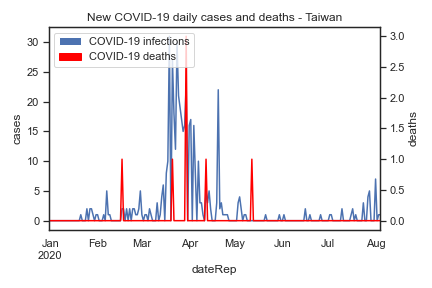 New COVID-19 daily cases and deaths - Taiwan
COVID-19 infections
COVID-19 deaths
30
25
20
15
10
5
0
cases
3.0
2.5
2.0
1.5
1.0
0.5
0.0
deaths
Jan Feb Mar Apr May Jun Jul Aug
2020
dateRep